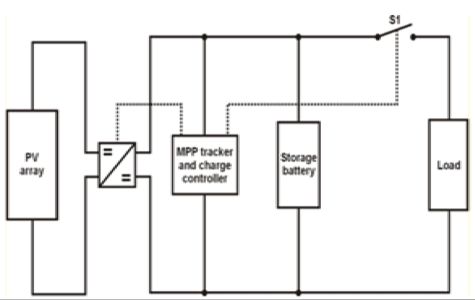 S1
PV
array
=
=
MPP tracker
and charge
controller
Storage
battery
Load